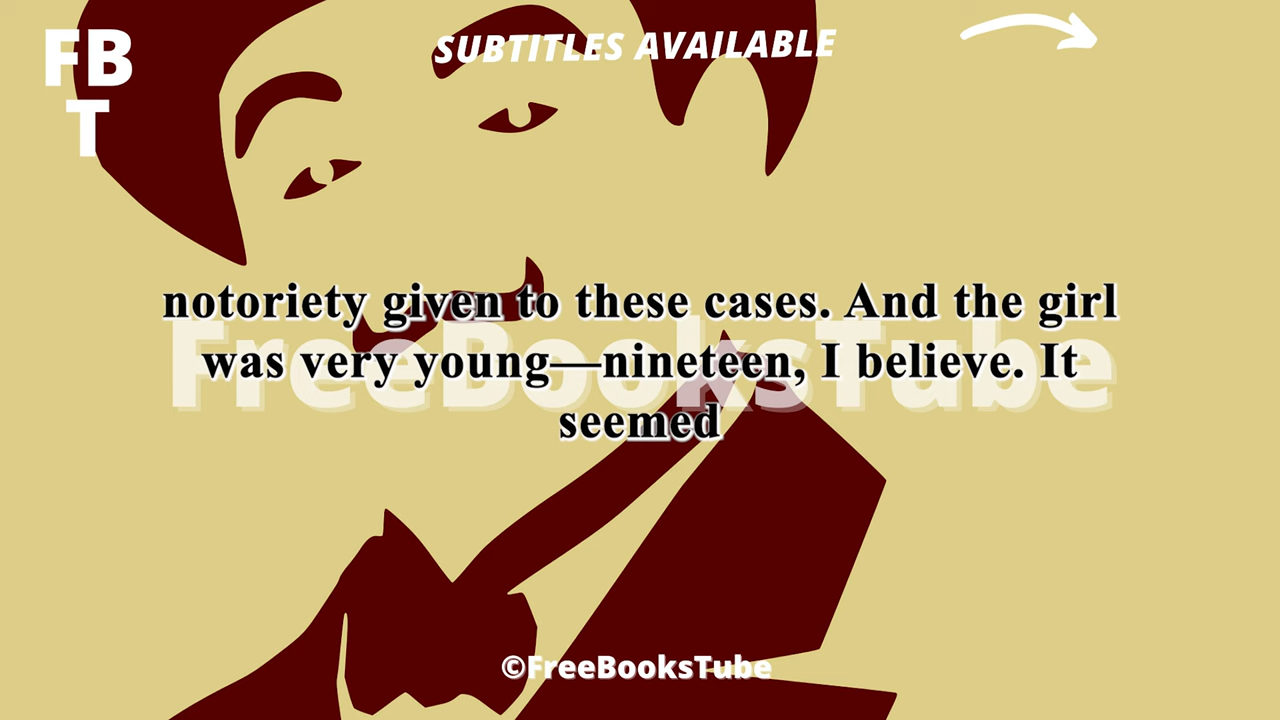 FB
T
SUBTITLES AVAILABLE
notoriety given to these cases. And the girl
was very young—nineteen, I believe. It
seemed
FreeBooksTube
©FreeBooksTube